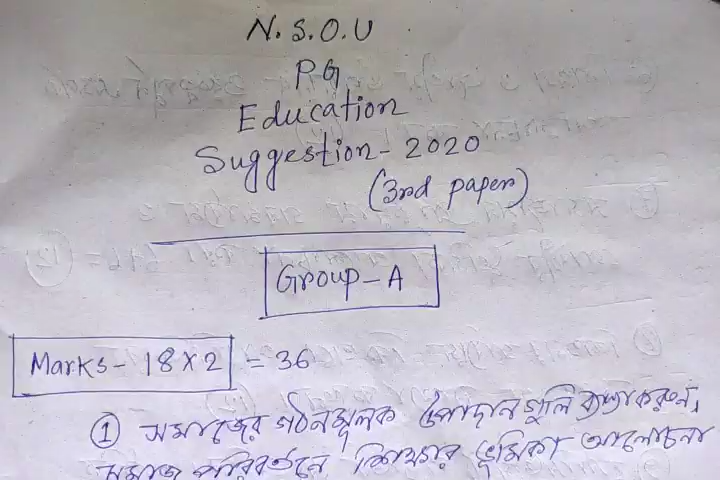 N.S.O.U
PG
Education
Suggestion - 2020
(3rd paper)
Group - A
Marks - 18 x 2 = 36
① সমাজের গঠনমূলক উপাদান গুলি ব্যাখ্যা করুন,
সমাজ পরিবর্তনে শিক্ষার ভূমিকা আলোচনা